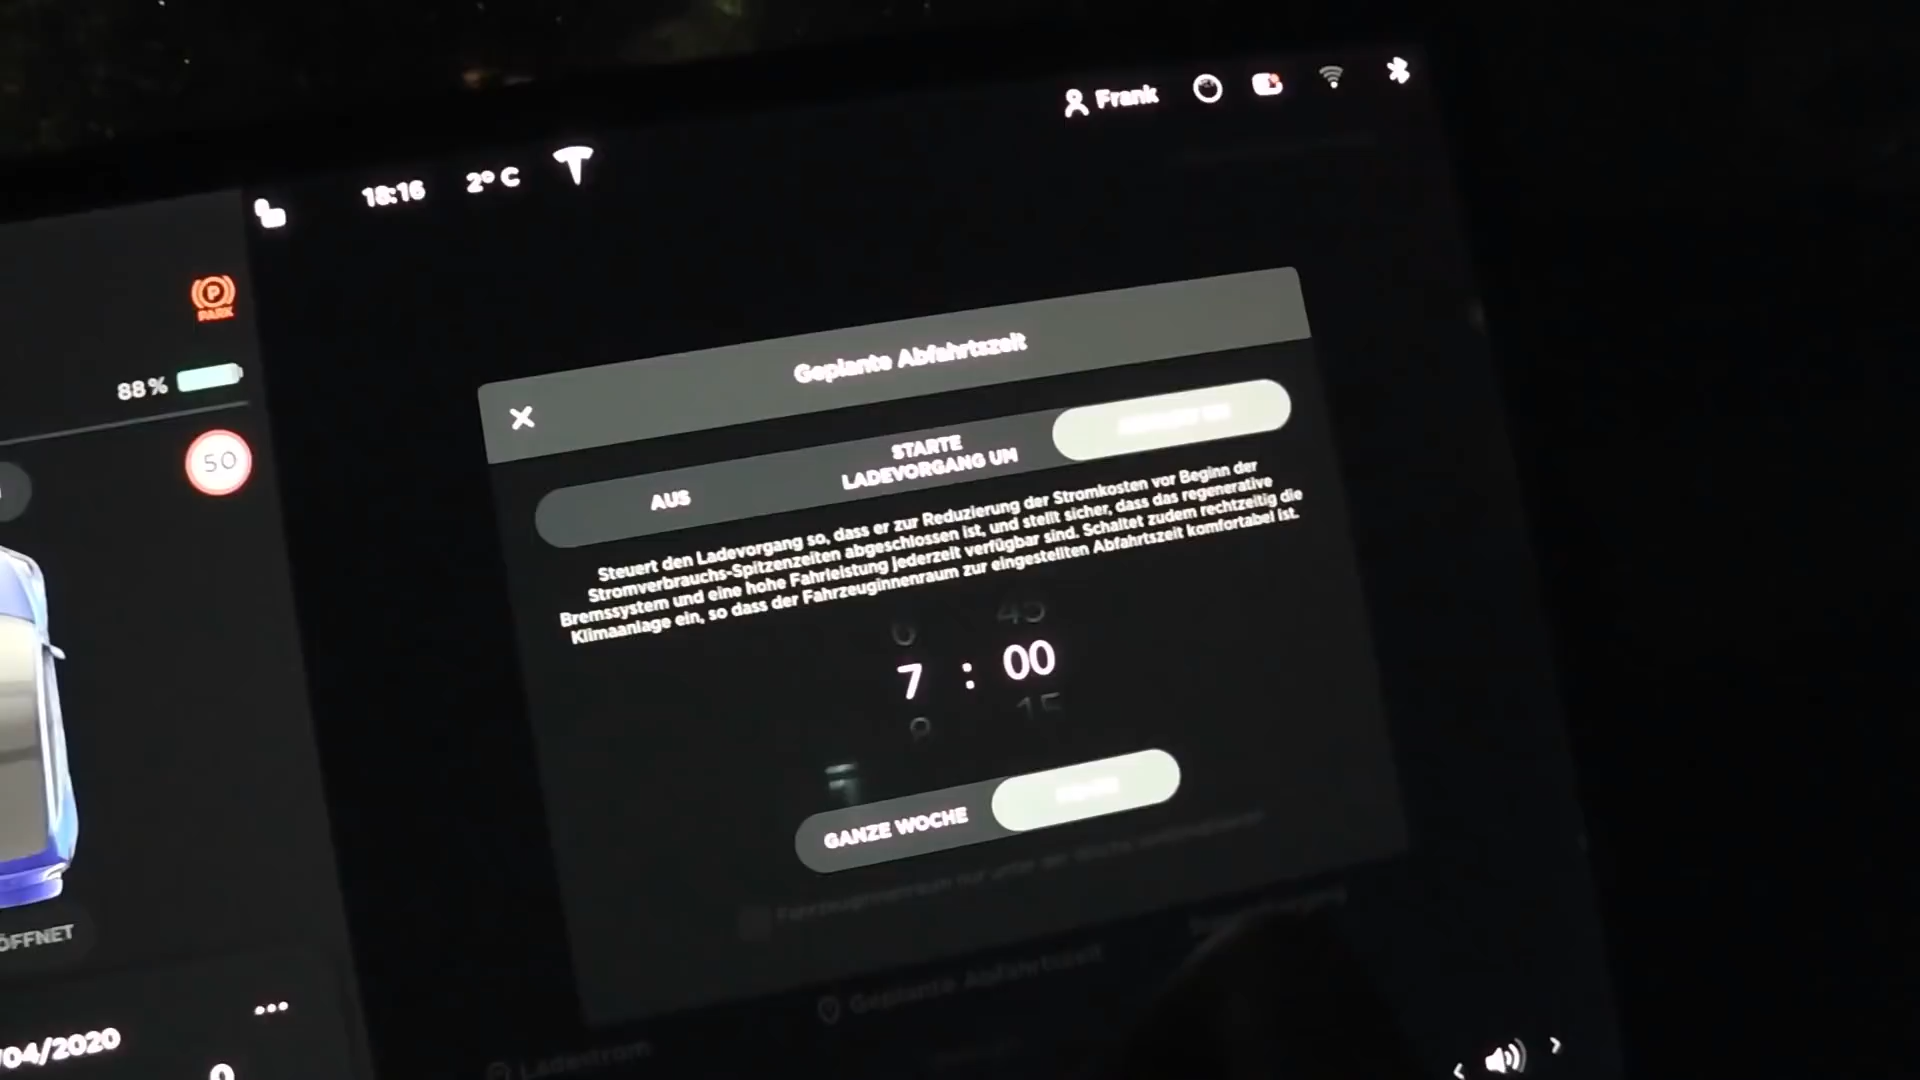 Frank
18:16
2° C
PARK
88 %
50
Geplante Abfahrtszeit
AUS
STARTE
LADEVORGANG UM
Steuert den Ladevorgang so, dass er zur Reduzierung der Stromkosten vor Beginn der
Stromverbrauchs-Spitzenzeiten abgeschlossen ist, und stellt sicher, dass das regenerative
Bremssystem und eine hohe Fahrleistung jederzeit verfügbar sind. Schaltet zudem rechtzeitig die
Klimaanlage ein, so dass der Fahrzeuginnenraum zur eingestellten Abfahrtszeit komfortabel ist.
45
7 : 00
15
GANZE WOCHE
ÖFFNET
Geplante Abfahrtszeit
/04/2020
Ladestrom